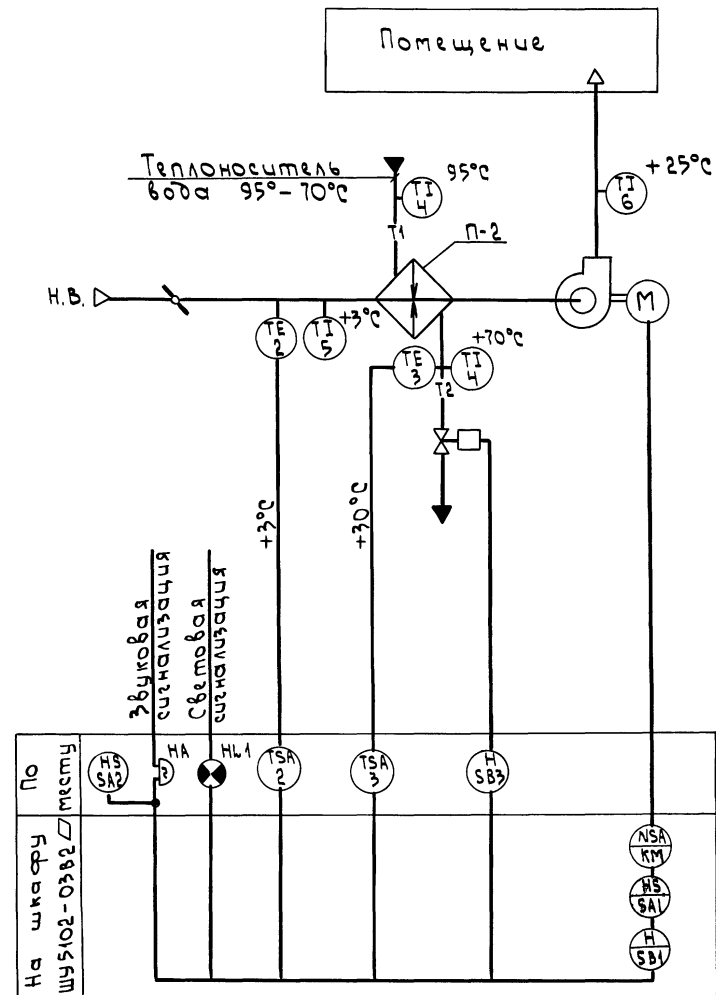 Помещение
Теплоноситель
вода 95°-70°С
95°С
TI
4
+25°С
TI
6
Т1
П-2
Н.В.
M
TE
2
TI
5
+3°С
+70°С
TE
3
TI
4
Т2
+3°С
+30°С
Звуковая
сигнализация
Световая
сигнализация
По
месту
HS
SA2
HA
HL1
TSA
2
TSA
3
H
SB3
На шкафу
ШУ5102-03В2
NSA
KM
HS
SA1
H
SB1